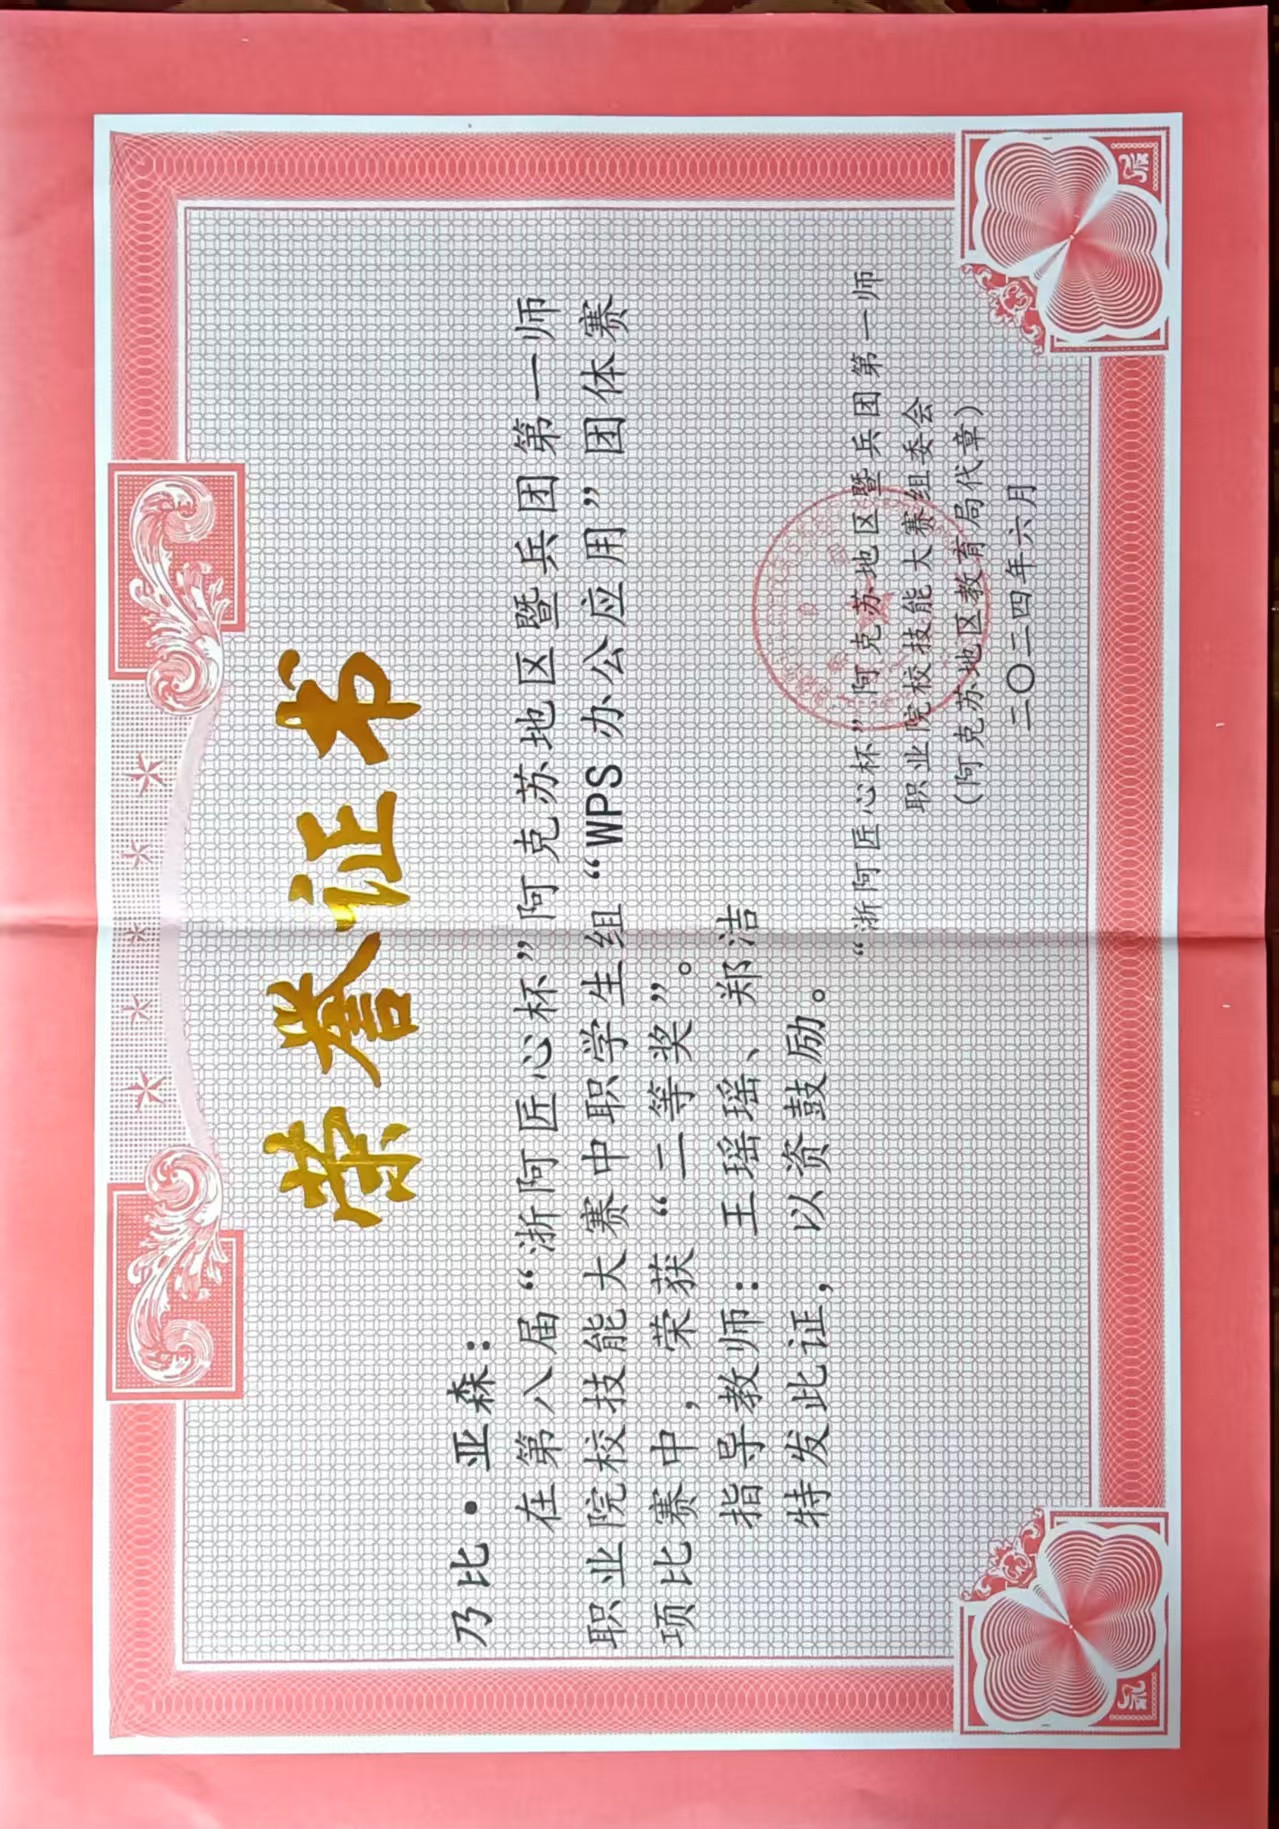 荣誉证书
乃比·亚森：
在第八届“浙阿匠心杯”阿克苏地区暨兵团第一师
职业院校技能大赛中职学生组“WPS 办公应用”团体赛
项比赛中，荣获“二等奖”。
指导教师：王瑶瑶、郑洁
特发此证，以资鼓励。
“浙阿匠心杯”阿克苏地区暨兵团第一师
职业院校技能大赛组委会
（阿克苏地区教育局代章）
二〇二四年六月